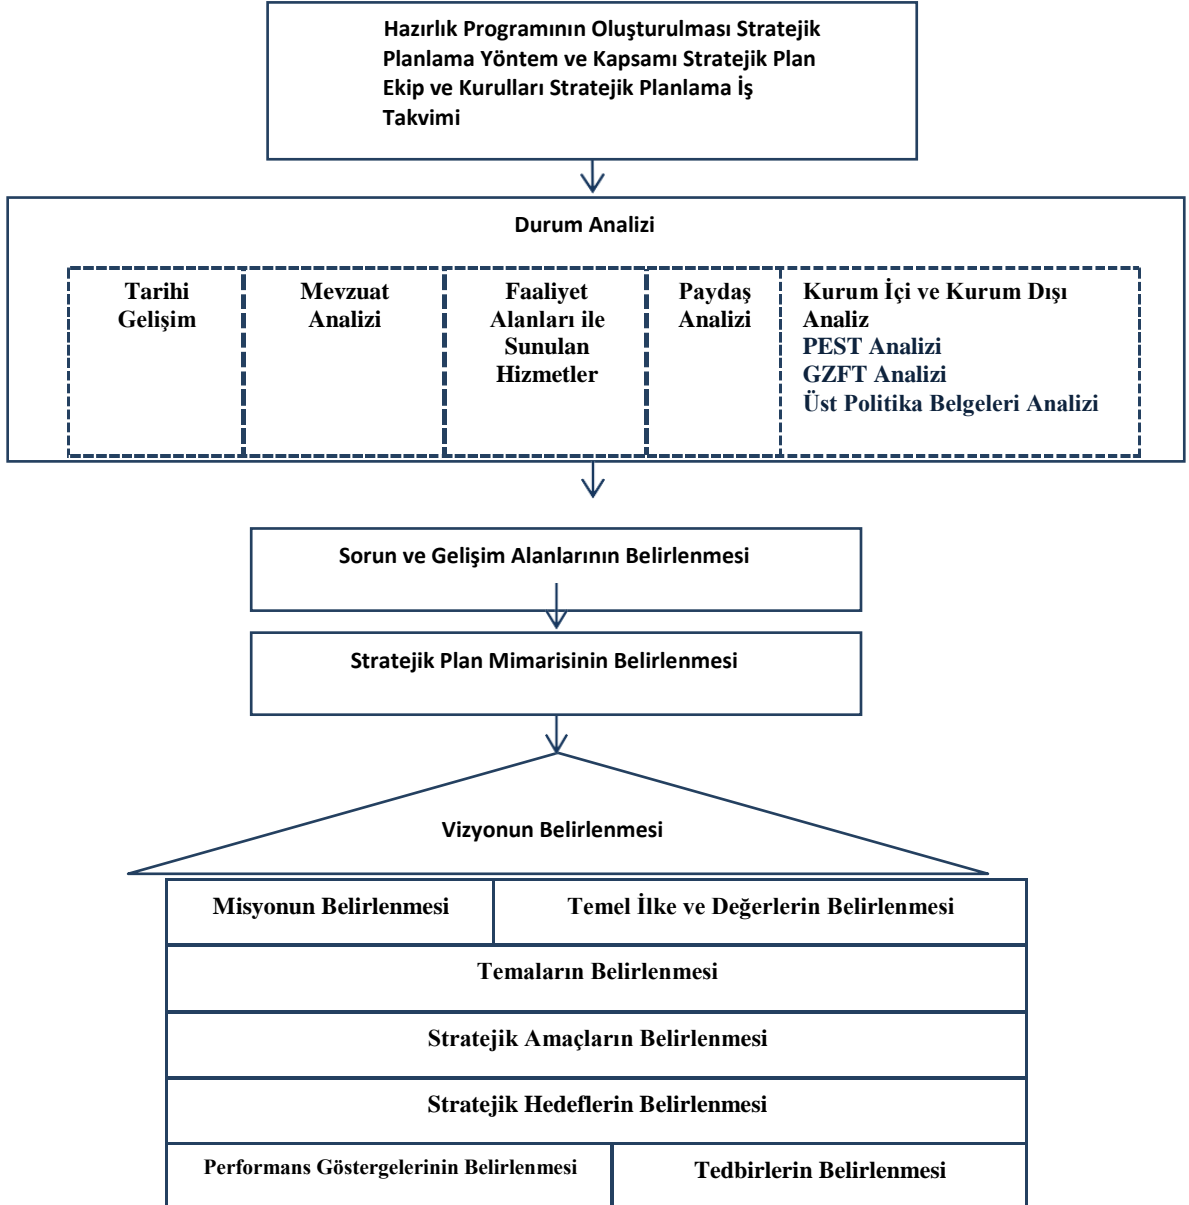 Hazırlık Programının Oluşturulması Stratejik
Planlama Yöntem ve Kapsamı Stratejik Plan
Ekip ve Kurulları Stratejik Planlama İş
Takvimi
Durum Analizi
Tarihi
Gelişim
Mevzuat
Analizi
Faaliyet
Alanları ile
Sunulan
Hizmetler
Paydaş
Analizi
Kurum İçi ve Kurum Dışı
Analiz
PEST Analizi
GZFT Analizi
Üst Politika Belgeleri Analizi
Sorun ve Gelişim Alanlarının Belirlenmesi
Stratejik Plan Mimarisinin Belirlenmesi
Vizyonun Belirlenmesi
Misyonun Belirlenmesi
Temel İlke ve Değerlerin Belirlenmesi
Temaların Belirlenmesi
Stratejik Amaçların Belirlenmesi
Stratejik Hedeflerin Belirlenmesi
Performans Göstergelerinin Belirlenmesi
Tedbirlerin Belirlenmesi